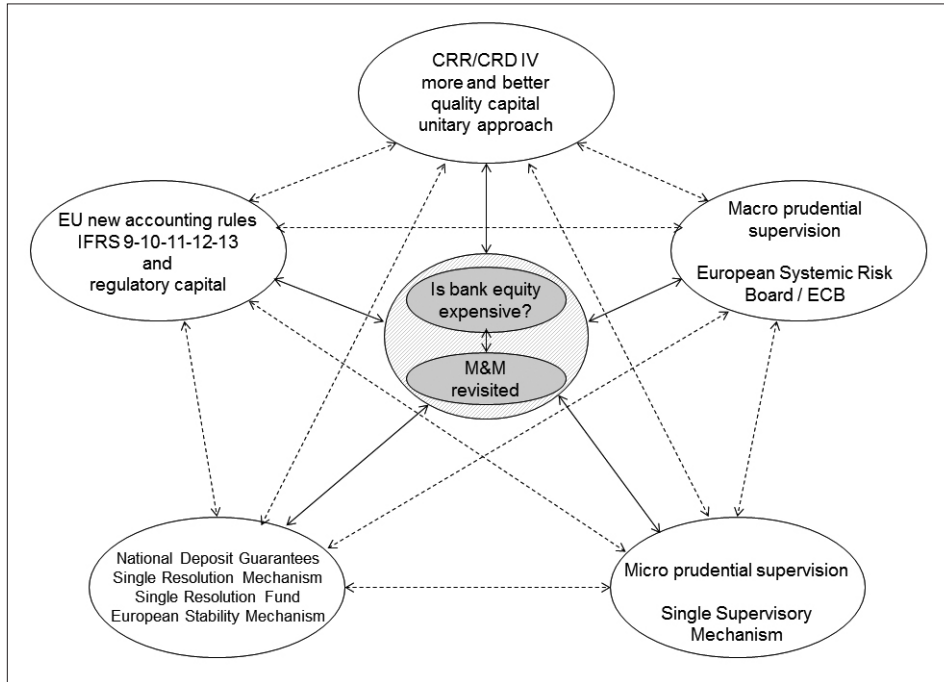 CRR/CRD IV
more and better
quality capital
unitary approach
EU new accounting rules
IFRS 9-10-11-12-13
and
regulatory capital
Macro prudential
supervision
European Systemic Risk
Board / ECB
Is bank equity
expensive?
M&M
revisited
National Deposit Guarantees
Single Resolution Mechanism
Single Resolution Fund
European Stability Mechanism
Micro prudential supervision
Single Supervisory
Mechanism